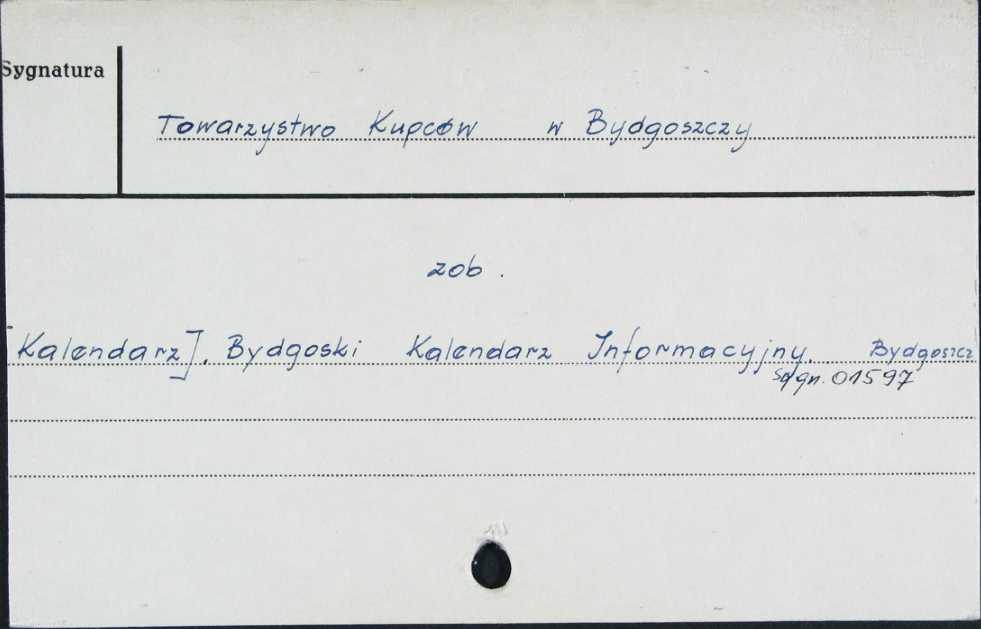 Sygnatura
Towarzystwo Kupców w Bydgoszczy
zob.
[Kalendarz]. Bydgoski Kalendarz Informacyjny. Bydgoszcz
Sygn. 01597